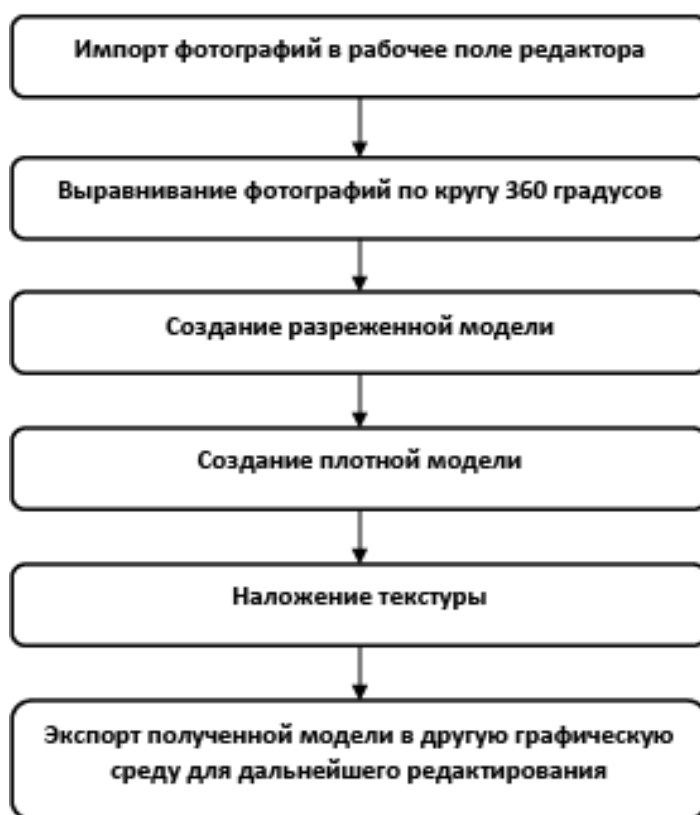 Импорт фотографий в рабочее поле редактора
Выравнивание фотографий по кругу 360 градусов
Создание разреженной модели
Создание плотной модели
Наложение текстуры
Экспорт полученной модели в другую графическую
среду для дальнейшего редактирования